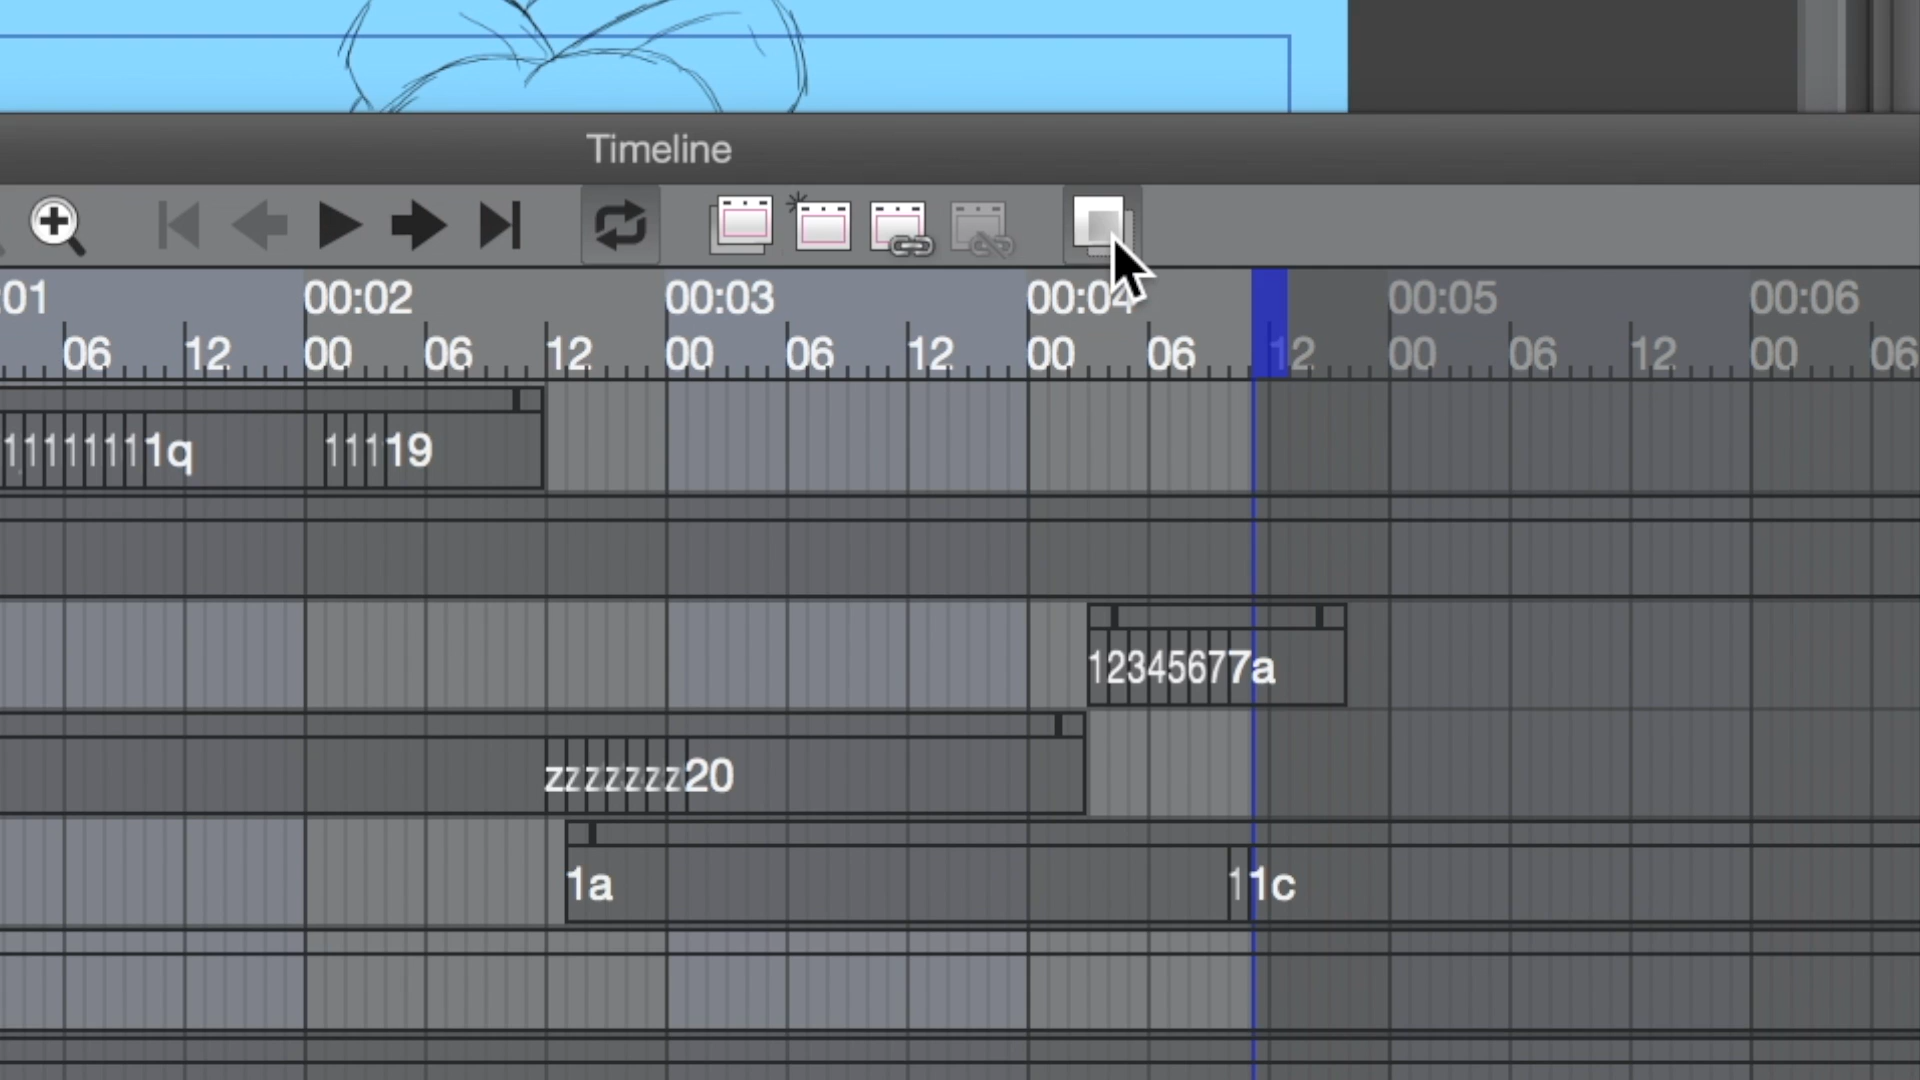 Timeline
:01 00:02 00:03 00:04 00:05 00:06
06 12 00 06 12 00 06 12 00 06 12 00 06 12 00 06
11111111q 11119
12345677a
zzzzzzz20
1a 11c